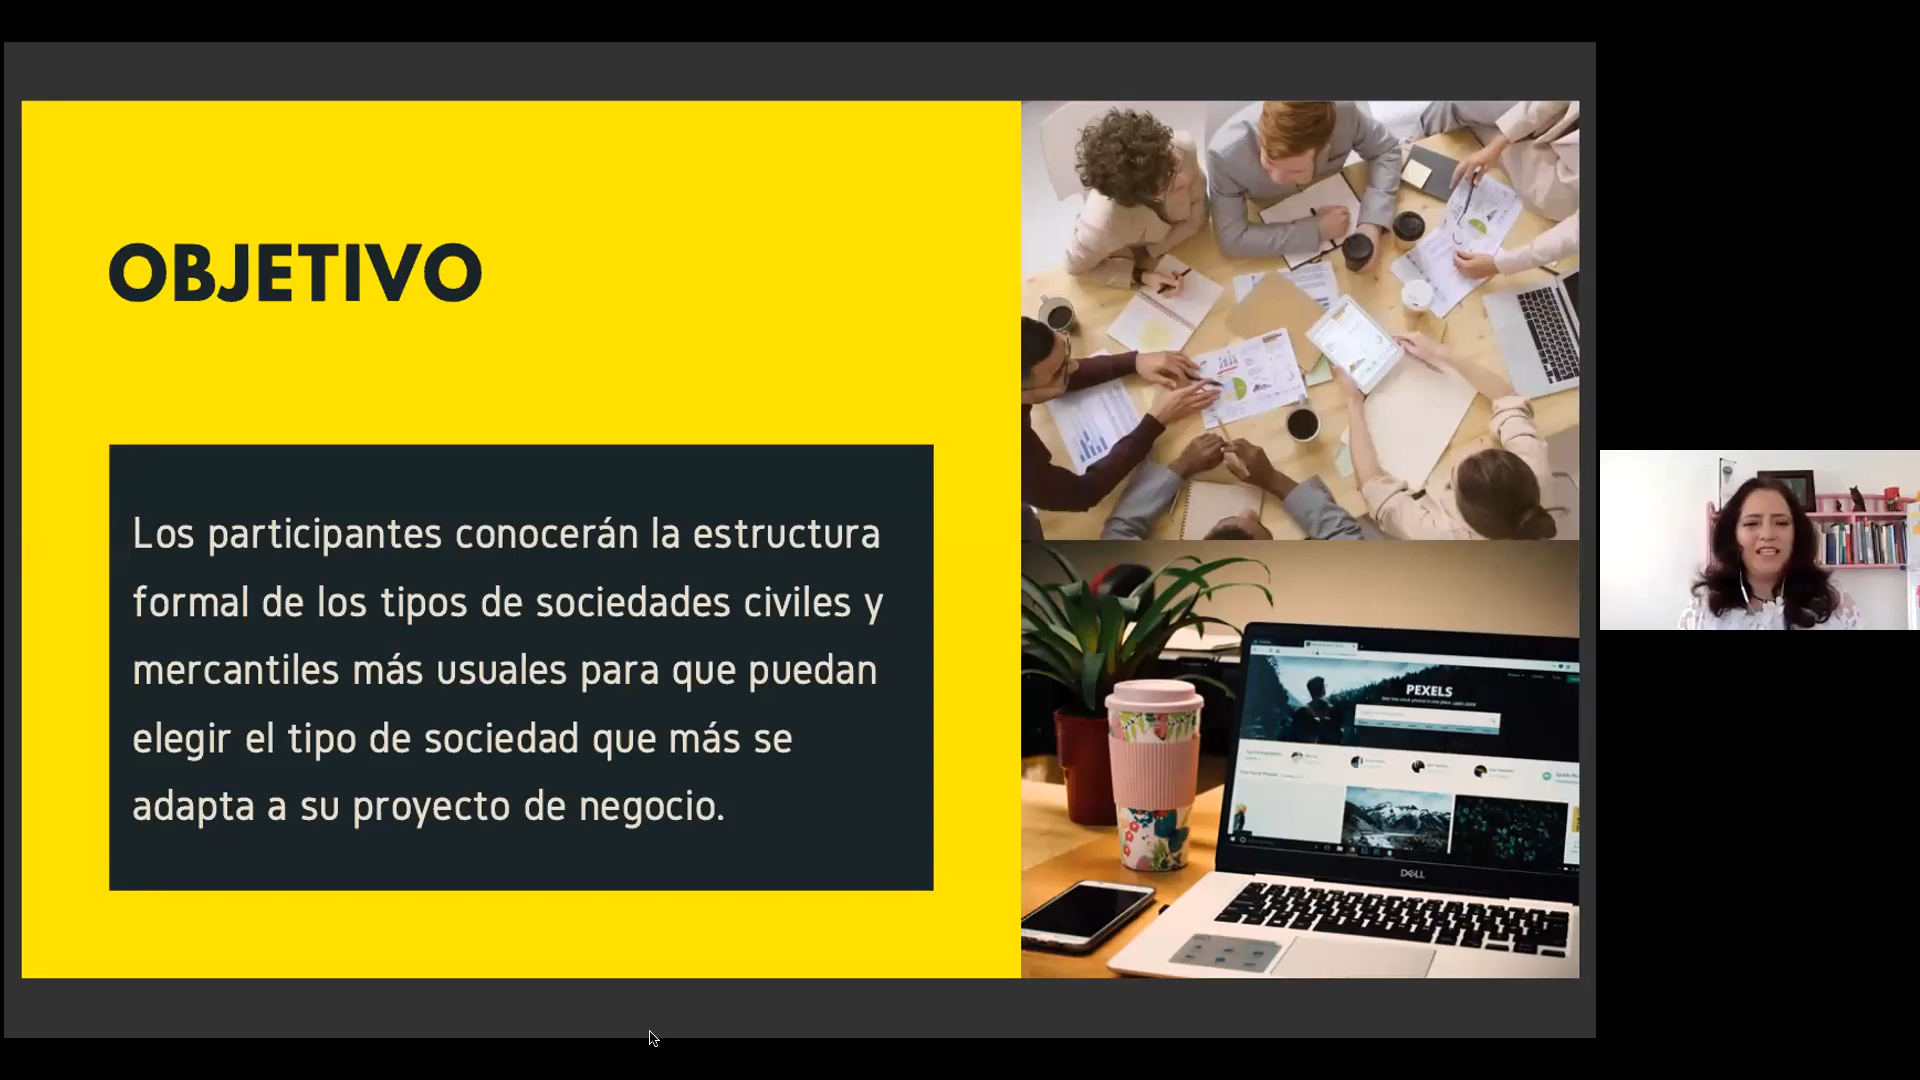 OBJETIVO
Los participantes conocerán la estructura
formal de los tipos de sociedades civiles y
mercantiles más usuales para que puedan
elegir el tipo de sociedad que más se
adapta a su proyecto de negocio.
PEXELS
DELL